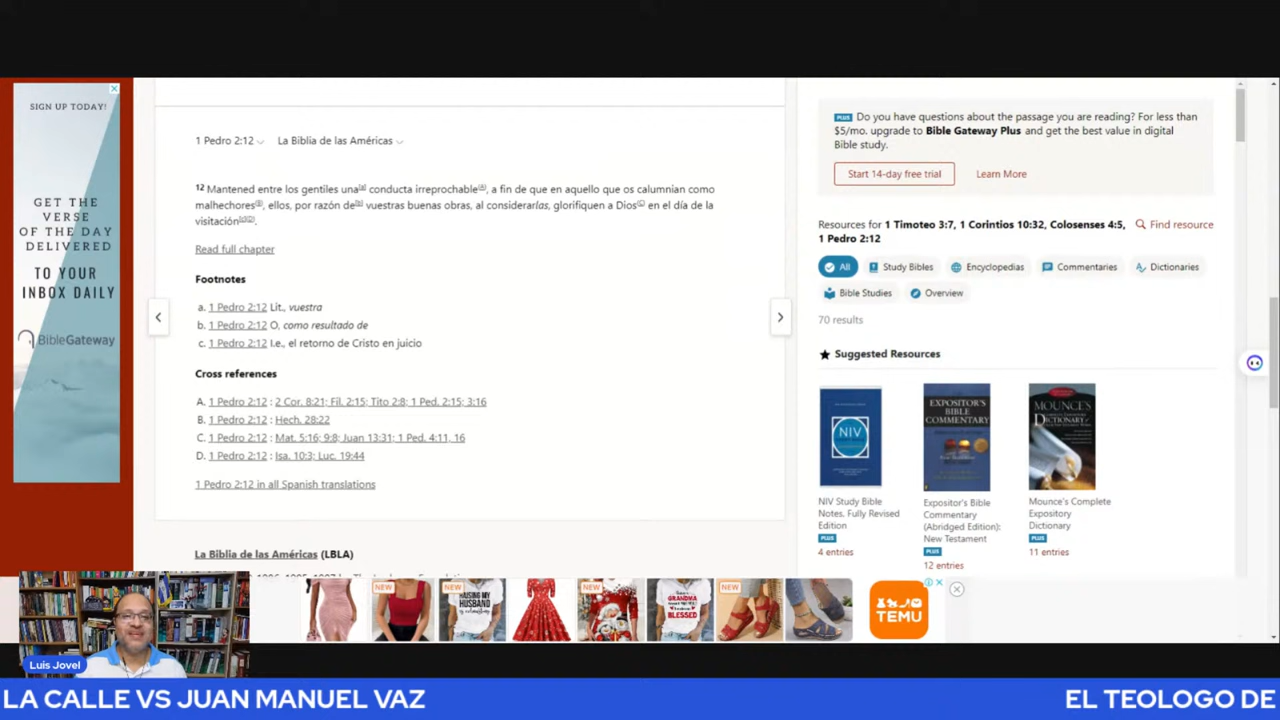 SIGN UP TODAY!
GET THE
VERSE
OF THE DAY
DELIVERED
TO YOUR
INBOX DAILY
BibleGateway
1 Pedro 2:12 La Biblia de las Américas
12 Mantened entre los gentiles una[a] conducta irreprochable(A), a fin de que en aquello que os calumnian como
malhechores(B), ellos, por razón de[b] vuestras buenas obras, al considerarlas, glorifiquen a Dios(C) en el día de la
visitación[c](D).
Read full chapter
Footnotes
a. 1 Pedro 2:12 Lit., vuestra
b. 1 Pedro 2:12 O, como resultado de
c. 1 Pedro 2:12 I.e., el retorno de Cristo en juicio
Cross references
A. 1 Pedro 2:12 : 2 Cor. 8:21; Fil. 2:15; Tito 2:8; 1 Ped. 2:15; 3:16
B. 1 Pedro 2:12 : Hech. 28:22
C. 1 Pedro 2:12 : Mat. 5:16; 9:8; Juan 13:31; 1 Ped. 4:11, 16
D. 1 Pedro 2:12 : Isa. 10:3; Luc. 19:44
1 Pedro 2:12 in all Spanish translations
La Biblia de las Américas (LBLA)
PLUS Do you have questions about the passage you are reading? For less than
$5/mo. upgrade to Bible Gateway Plus and get the best value in digital
Bible study.
Start 14-day free trial Learn More
Resources for 1 Timoteo 3:7, 1 Corintios 10:32, Colosenses 4:5,
1 Pedro 2:12
Find resource
All Study Bibles Encyclopedias Commentaries Dictionaries
Bible Studies Overview
70 results
Suggested Resources
NIV
EXPOSITOR'S
BIBLE
COMMENTARY
MOUNCE'S
COMPLETE
EXPOSITORY
DICTIONARY
NIV Study Bible
Notes, Fully Revised
Edition
PLUS
4 entries
Expositor's Bible
Commentary
(Abridged Edition):
New Testament
PLUS
12 entries
Mounce's Complete
Expository
Dictionary
PLUS
11 entries
NEW
NEW
NEW
NEW
GRANDMA
BLESSED
MY
HUSBAND
TEMU
Luis Jovel
LA CALLE VS JUAN MANUEL VAZ
EL TEOLOGO DE